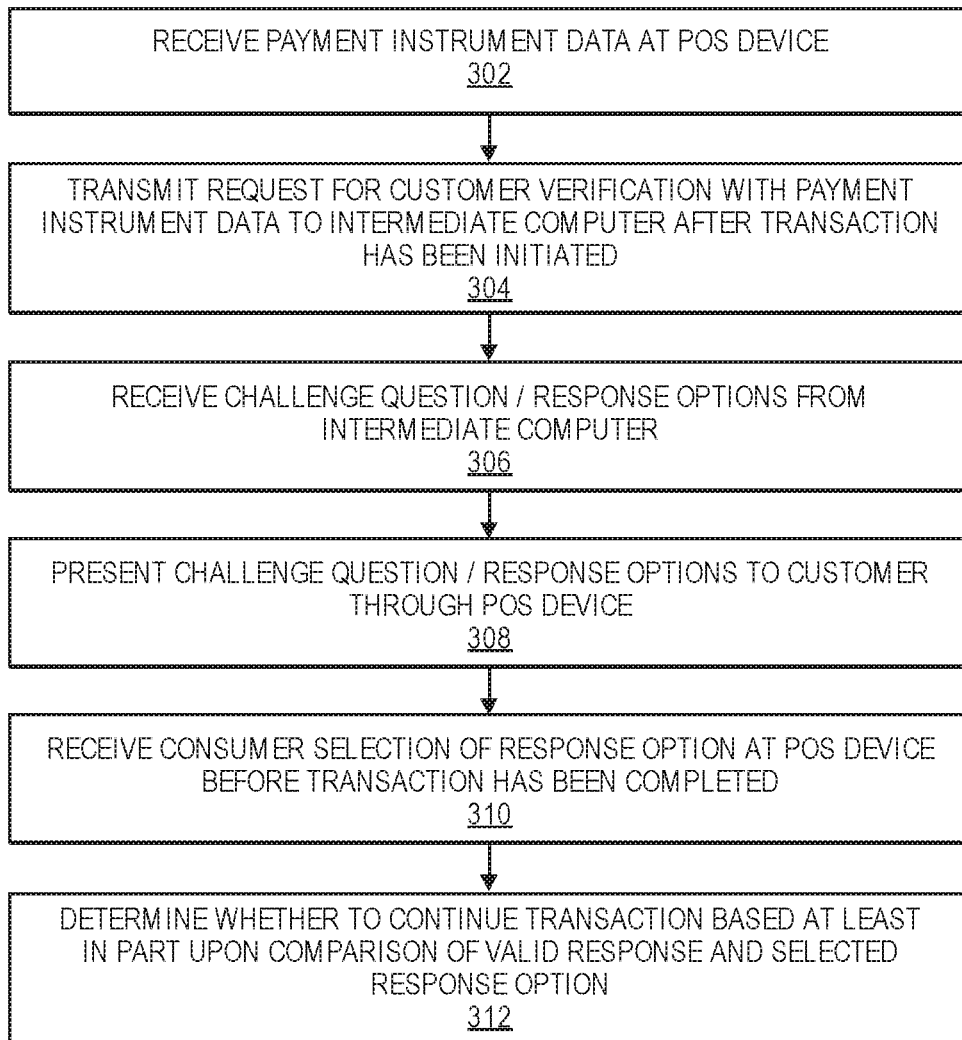 RECEIVE PAYMENT INSTRUMENT DATA AT POS DEVICE
302
TRANSMIT REQUEST FOR CUSTOMER VERIFICATION WITH PAYMENT
INSTRUMENT DATA TO INTERMEDIATE COMPUTER AFTER TRANSACTION
HAS BEEN INITIATED
304
RECEIVE CHALLENGE QUESTION / RESPONSE OPTIONS FROM
INTERMEDIATE COMPUTER
306
PRESENT CHALLENGE QUESTION / RESPONSE OPTIONS TO CUSTOMER
THROUGH POS DEVICE
308
RECEIVE CONSUMER SELECTION OF RESPONSE OPTION AT POS DEVICE
BEFORE TRANSACTION HAS BEEN COMPLETED
310
DETERMINE WHETHER TO CONTINUE TRANSACTION BASED AT LEAST
IN PART UPON COMPARISON OF VALID RESPONSE AND SELECTED
RESPONSE OPTION
312